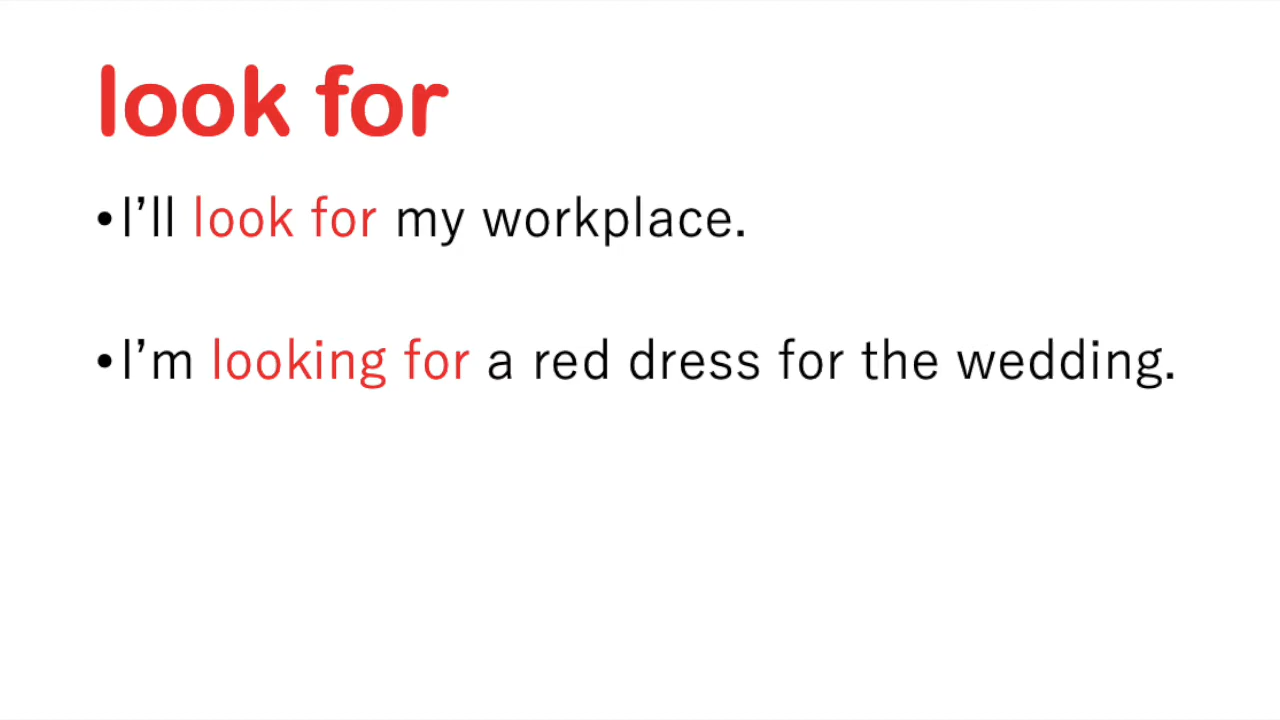 look for
•I’ll look for my workplace.
•I’m looking for a red dress for the wedding.